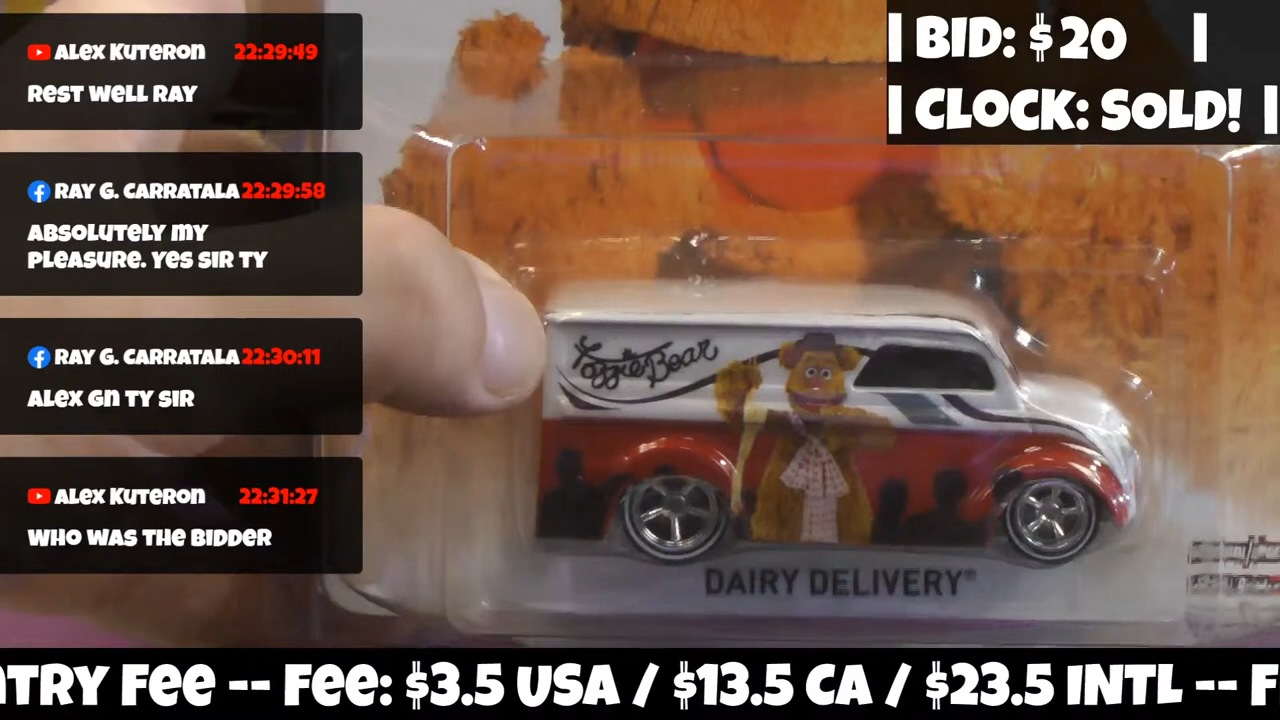 Alex Kuteron 22:29:49
Rest well Ray
Ray G. Carratala 22:29:58
Absolutely my
pleasure. Yes sir ty
Ray G. Carratala 22:30:11
Alex gn ty sir
Alex Kuteron 22:31:27
Who was the bidder
| BID: $20 |
| CLOCK: SOLD! |
Fozzie Bear
DAIRY DELIVERY®
NTRY Fee -- Fee: $3.5 USA / $13.5 CA / $23.5 INTL -- F